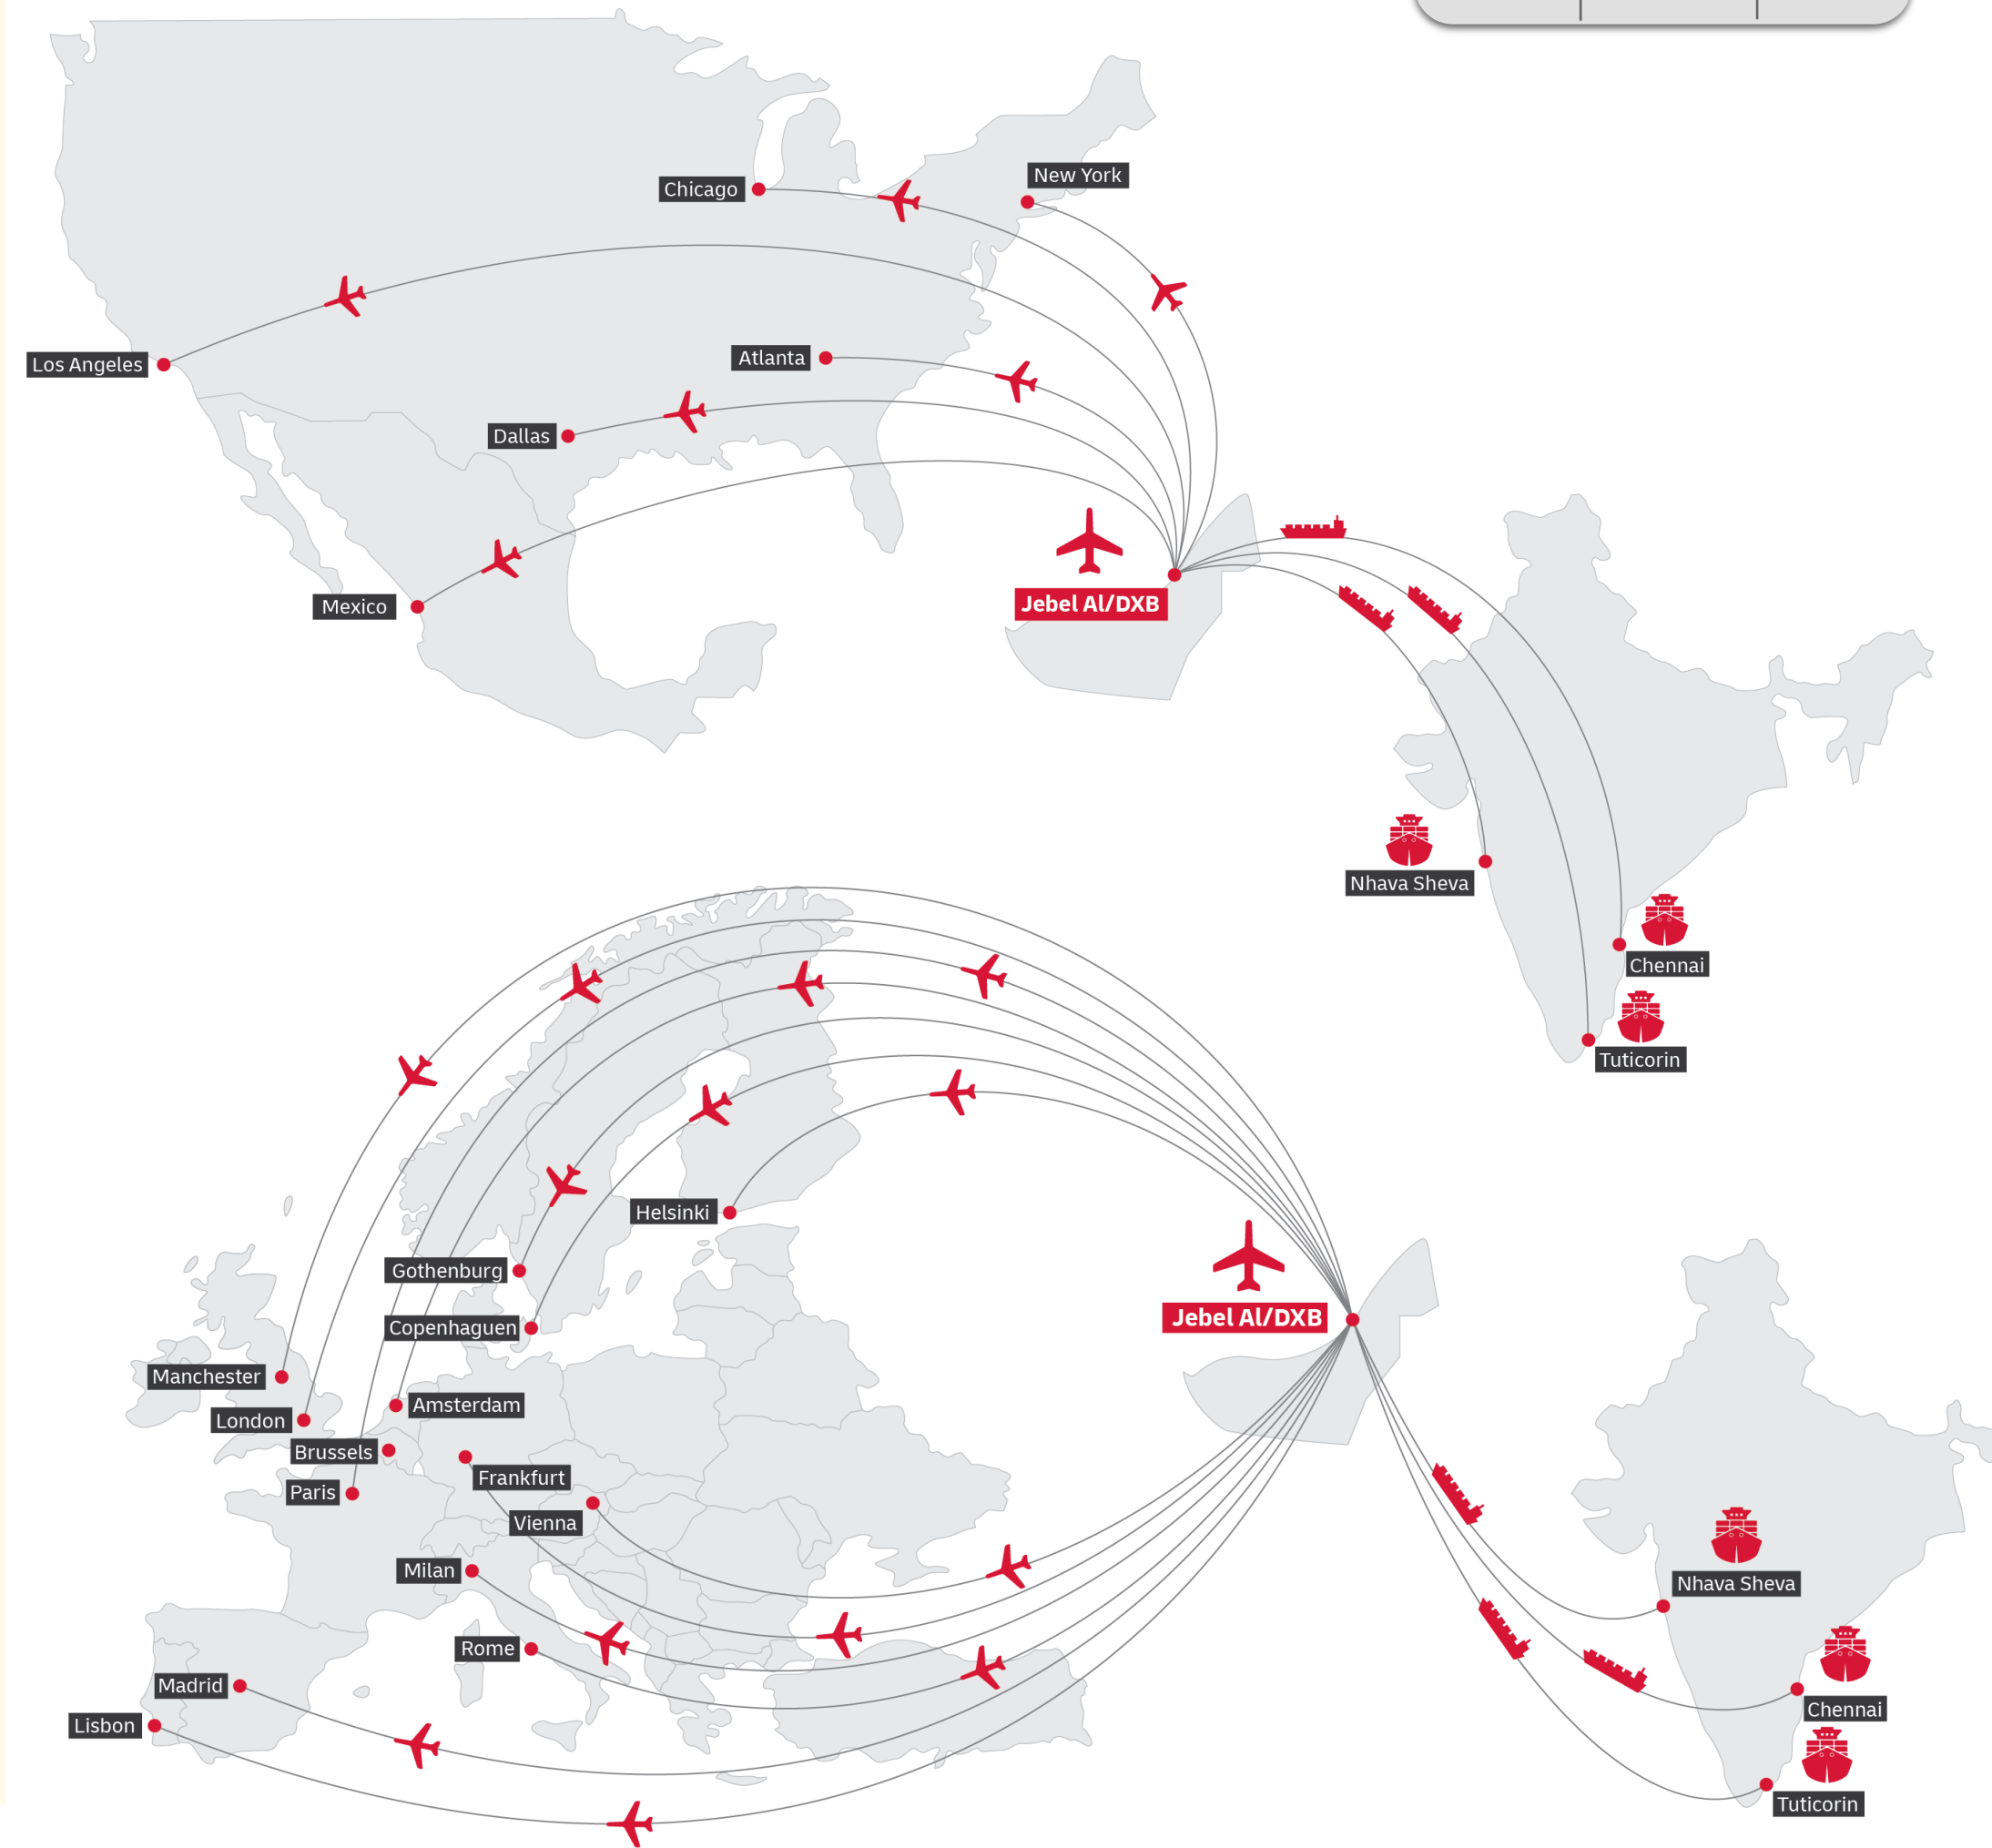 New York
Chicago
Los Angeles
Atlanta
Dallas
Jebel Al/DXB
Mexico
Nhava Sheva
Chennai
Tuticorin
Helsinki
Gothenburg
Jebel Al/DXB
Copenhaguen
Manchester
Amsterdam
London
Brussels
Frankfurt
Paris
Vienna
Milan
Nhava Sheva
Rome
Madrid
Chennai
Lisbon
Tuticorin